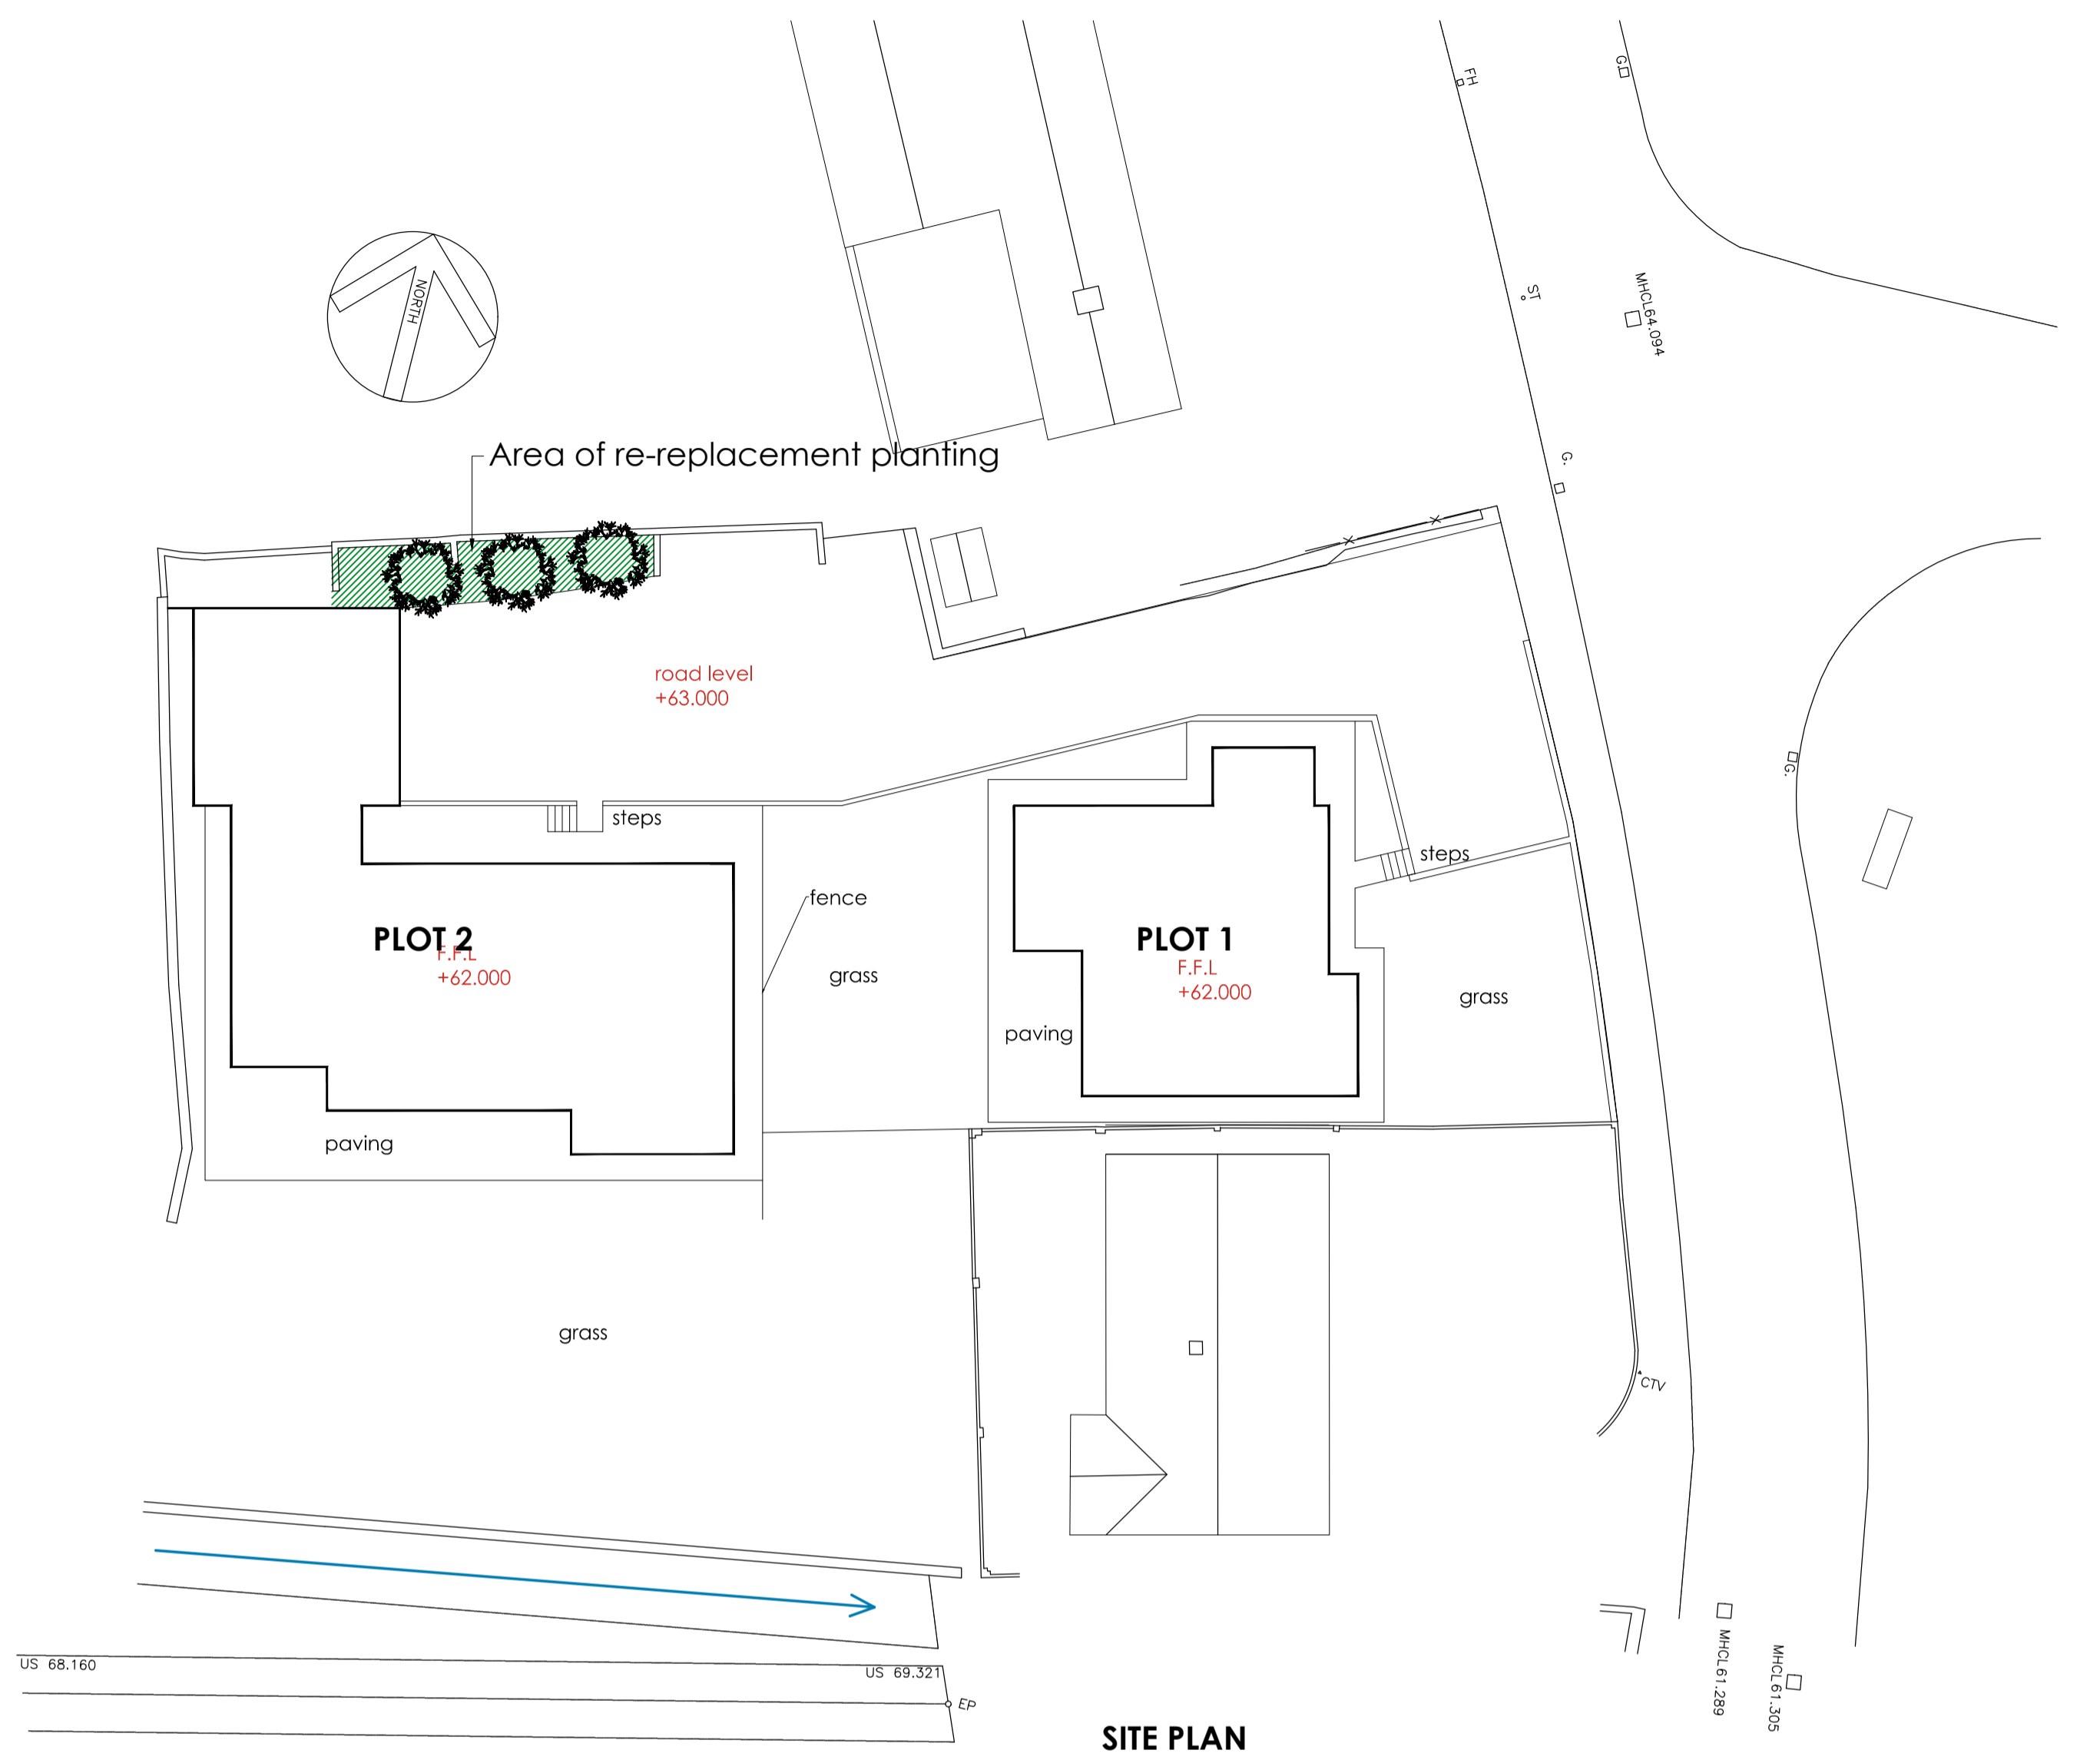 FH
G.
NORTH
ST
MHCL64.094
Area of re-replacement planting
G.
road level
+63.000
G.
steps
steps
fence
PLOT 2
F.F.L
+62.000
PLOT 1
F.F.L
+62.000
grass
grass
paving
paving
grass
CTV
US 68.160
US 69.321
EP
MHCL61.289
MHCL61.305
SITE PLAN